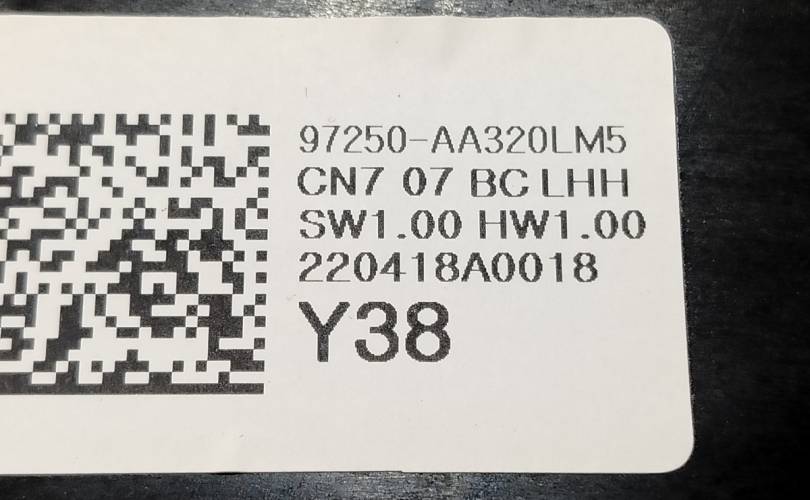 97250-AA320LM5
CN7 07 BC LHH
SW1.00 HW1.00
220418A0018
Y38